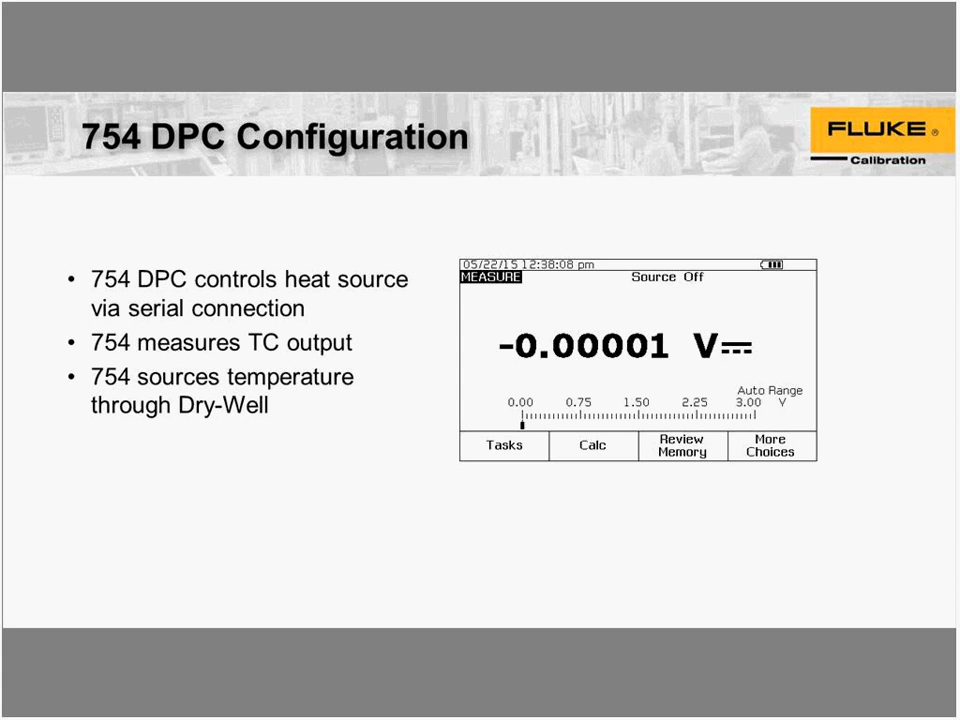 754 DPC Configuration
FLUKE®
Calibration
• 754 DPC controls heat source
via serial connection
• 754 measures TC output
• 754 sources temperature
through Dry-Well
05/22/15 12:38:08 pm
MEASURE
Source Off
-0.00001 V
Auto Range
0.00 0.75 1.50 2.25 3.00 V
Tasks Calc Review Memory More Choices